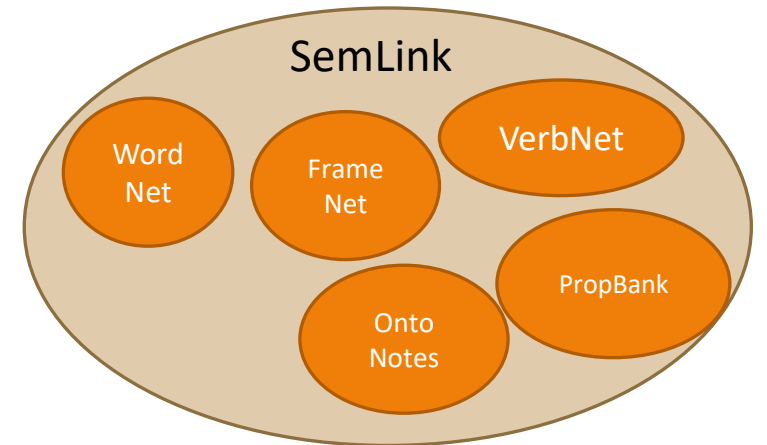 SemLink
Word
Net
Frame
Net
VerbNet
PropBank
Onto
Notes